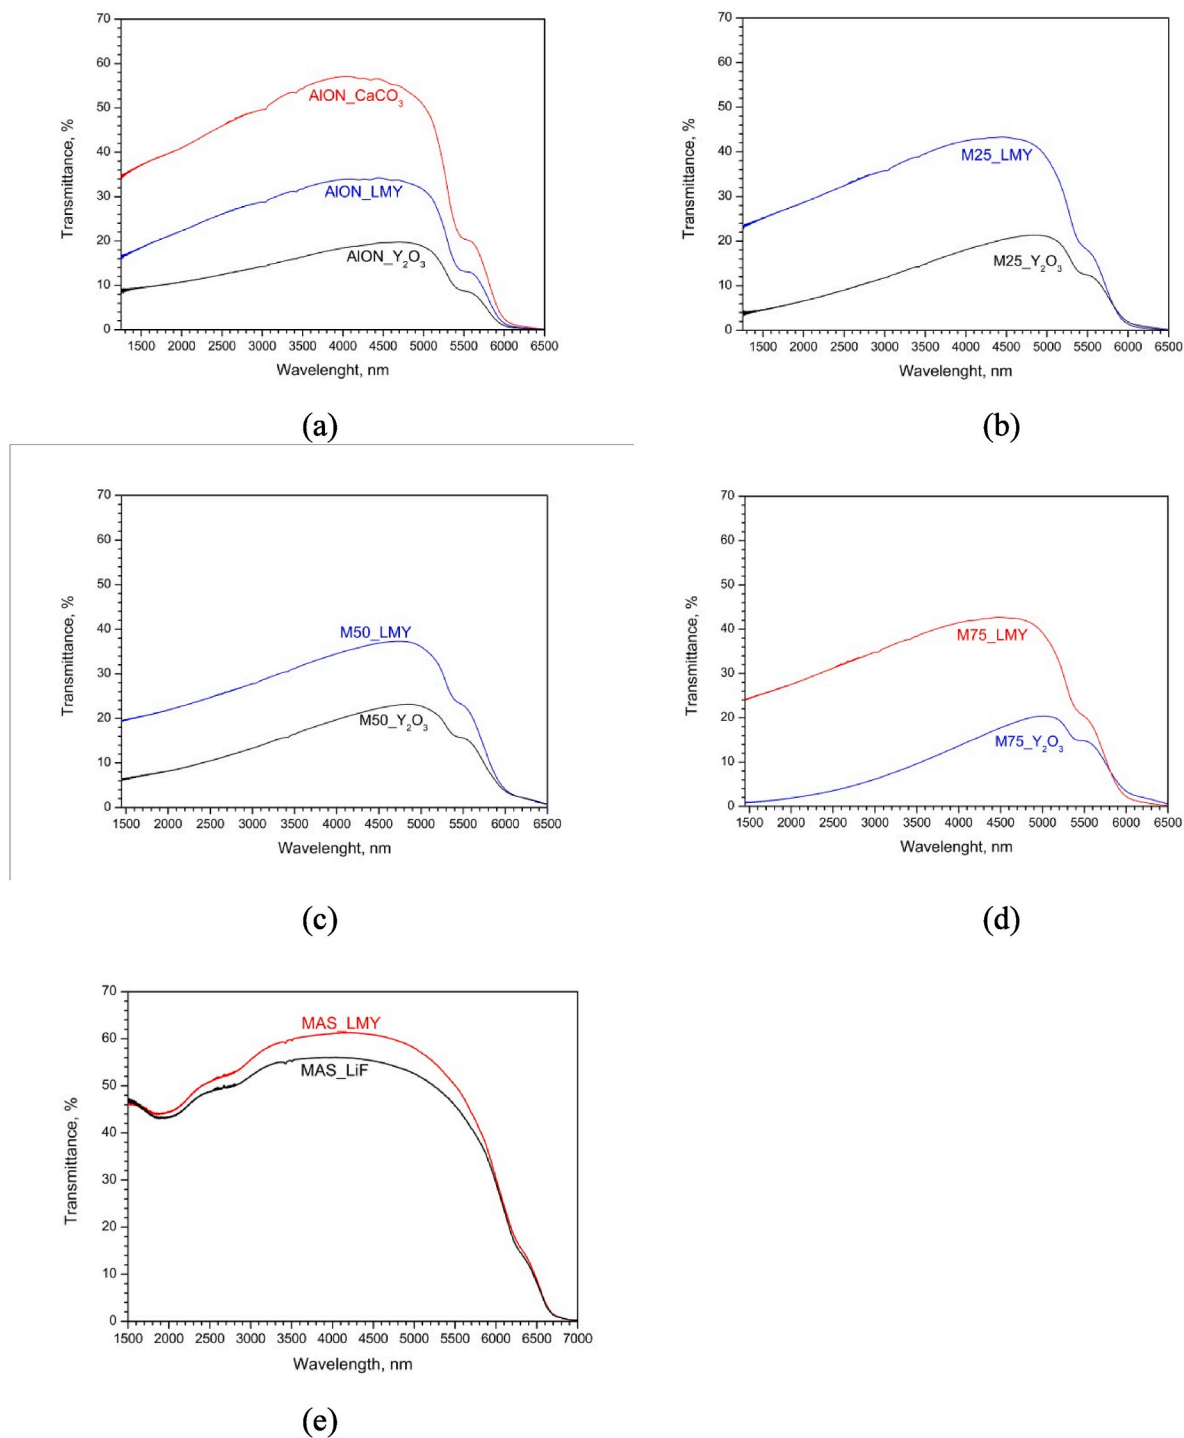 70
60
50
40
30
20
10
0
Transmittance, %
AlON_CaCO₃
AlON_LMY
AlON_Y₂O₃
1500 2000 2500 3000 3500 4000 4500 5000 5500 6000 6500
Wavelenght, nm
(a)
70
60
50
40
30
20
10
0
Transmittance, %
M25_LMY
M25_Y₂O₃
1500 2000 2500 3000 3500 4000 4500 5000 5500 6000 6500
Wavelenght, nm
(b)
70
60
50
40
30
20
10
0
Transmittance, %
M50_LMY
M50_Y₂O₃
1500 2000 2500 3000 3500 4000 4500 5000 5500 6000 6500
Wavelenght, nm
(c)
70
60
50
40
30
20
10
0
Transmittance, %
M75_LMY
M75_Y₂O₃
1500 2000 2500 3000 3500 4000 4500 5000 5500 6000 6500
Wavelenght, nm
(d)
70
60
50
40
30
20
10
0
Transmittance, %
MAS_LMY
MAS_LiF
1500 2000 2500 3000 3500 4000 4500 5000 5500 6000 6500 7000
Wavelength, nm
(e)